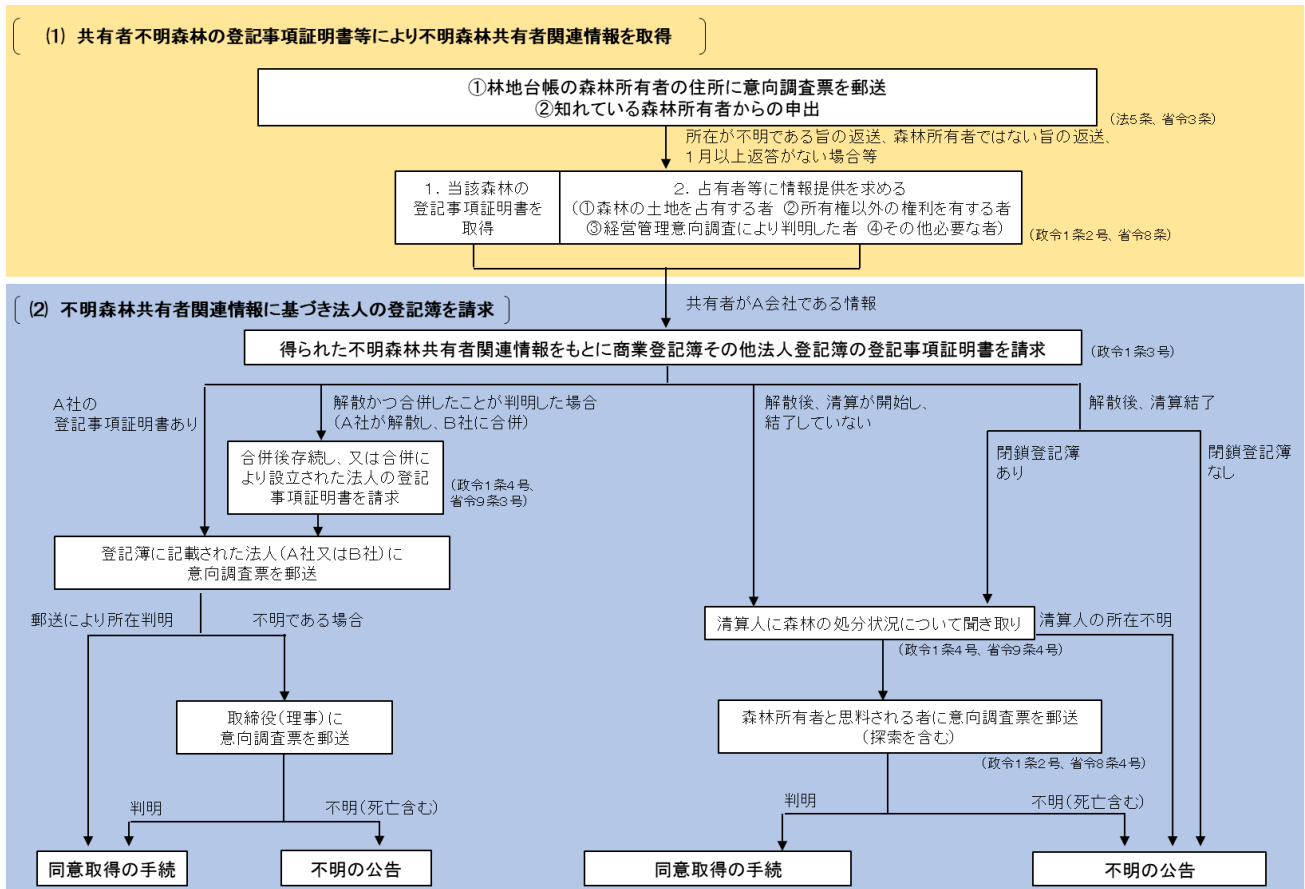 (1) 共有者不明森林の登記事項証明書等により不明森林共有者関連情報を取得
①林地台帳の森林所有者の住所に意向調査票を郵送
②知れている森林所有者からの申出
(法5条、省令3条)
所在が不明である旨の返送、森林所有者ではない旨の返送、
1月以上返答がない場合等
1．当該森林の
登記事項証明書を
取得
2．占有者等に情報提供を求める
(①森林の土地を占有する者 ②所有権以外の権利を有する者
③経営管理意向調査により判明した者 ④その他必要な者)
(政令1条2号、省令8条)
共有者がA会社である情報
(2) 不明森林共有者関連情報に基づき法人の登記簿を請求
得られた不明森林共有者関連情報をもとに商業登記簿その他法人登記簿の登記事項証明書を請求
(政令1条3号)
A社の
登記事項証明書あり
解散かつ合併したことが判明した場合
(A社が解散し、B社に合併)
解散後、清算が開始し、
結了していない
解散後、清算結了
合併後存続し、又は合併に
より設立された法人の登記
事項証明書を請求
(政令1条4号、
省令9条3号)
閉鎖登記簿
あり
閉鎖登記簿
なし
登記簿に記載された法人(A社又はB社)に
意向調査票を郵送
郵送により所在判明
不明である場合
清算人に森林の処分状況について聞き取り
清算人の所在不明
(政令1条4号、省令9条4号)
取締役(理事)に
意向調査票を郵送
森林所有者と思料される者に意向調査票を郵送
(探索を含む)
(政令1条2号、省令8条4号)
判明
不明(死亡含む)
判明
不明(死亡含む)
同意取得の手続
不明の公告
同意取得の手続
不明の公告